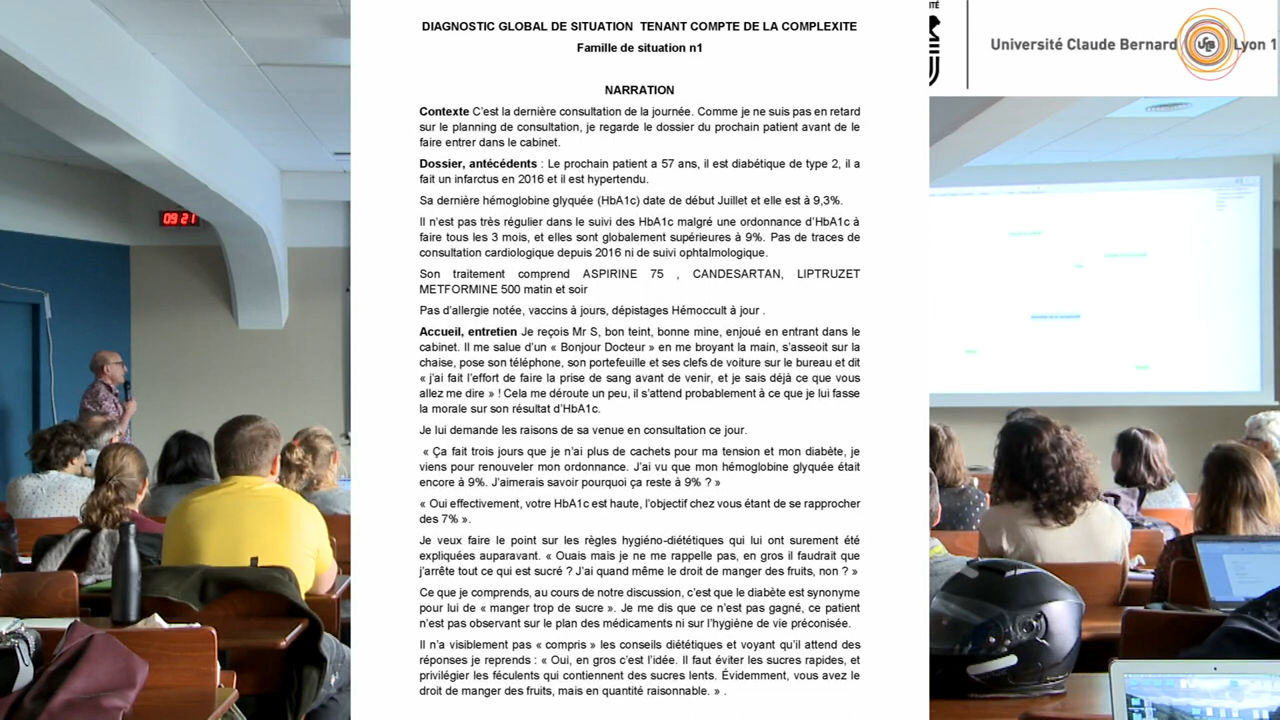 DIAGNOSTIC GLOBAL DE SITUATION TENANT COMPTE DE LA COMPLEXITE
Famille de situation n1
NARRATION
Contexte C'est la dernière consultation de la journée. Comme je ne suis pas en retard
sur le planning de consultation, je regarde le dossier du prochain patient avant de le
faire entrer dans le cabinet.
Dossier, antécédents : Le prochain patient a 57 ans, il est diabétique de type 2, il a
fait un infarctus en 2016 et il est hypertendu.
Sa dernière hémoglobine glyquée (HbA1c) date de début Juillet et elle est à 9,3%.
Il n'est pas très régulier dans le suivi des HbA1c malgré une ordonnance d'HbA1c à
faire tous les 3 mois, et elles sont globalement supérieures à 9%. Pas de traces de
consultation cardiologique depuis 2016 ni de suivi ophtalmologique.
Son traitement comprend ASPIRINE 75 , CANDESARTAN, LIPTRUZET
METFORMINE 500 matin et soir
Pas d'allergie notée, vaccins à jours, dépistages Hémoccult à jour .
Accueil, entretien Je reçois Mr S, bon teint, bonne mine, enjoué en entrant dans le
cabinet. Il me salue d'un « Bonjour Docteur » en me broyant la main, s'asseoit sur la
chaise, pose son téléphone, son portefeuille et ses clefs de voiture sur le bureau et dit
« j'ai fait l'effort de faire la prise de sang avant de venir, et je sais déjà ce que vous
allez me dire » ! Cela me déroute un peu, il s'attend probablement à ce que je lui fasse
la morale sur son résultat d'HbA1c.
Je lui demande les raisons de sa venue en consultation ce jour.
« Ça fait trois jours que je n'ai plus de cachets pour ma tension et mon diabète, je
viens pour renouveler mon ordonnance. J'ai vu que mon hémoglobine glyquée était
encore à 9%. J'aimerais savoir pourquoi ça reste à 9% ? »
« Oui effectivement, votre HbA1c est haute, l'objectif chez vous étant de se rapprocher
des 7% ».
Je veux faire le point sur les règles hygiéno-diététiques qui lui ont surement été
expliquées auparavant. « Ouais mais je ne me rappelle pas, en gros il faudrait que
j'arrête tout ce qui est sucré ? J'ai quand même le droit de manger des fruits, non ? »
Ce que je comprends, au cours de notre discussion, c'est que le diabète est synonyme
pour lui de « manger trop de sucre ». Je me dis que ce n'est pas gagné, ce patient
n'est pas observant sur le plan des médicaments ni sur l'hygiène de vie préconisée.
Il n'a visiblement pas « compris » les conseils diététiques et voyant qu'il attend des
réponses je reprends : « Oui, en gros c'est l'idée. Il faut éviter les sucres rapides, et
privilégier les féculents qui contiennent des sucres lents. Évidemment, vous avez le
droit de manger des fruits, mais en quantité raisonnable. » .
09:21
Université Claude Bernard Lyon 1